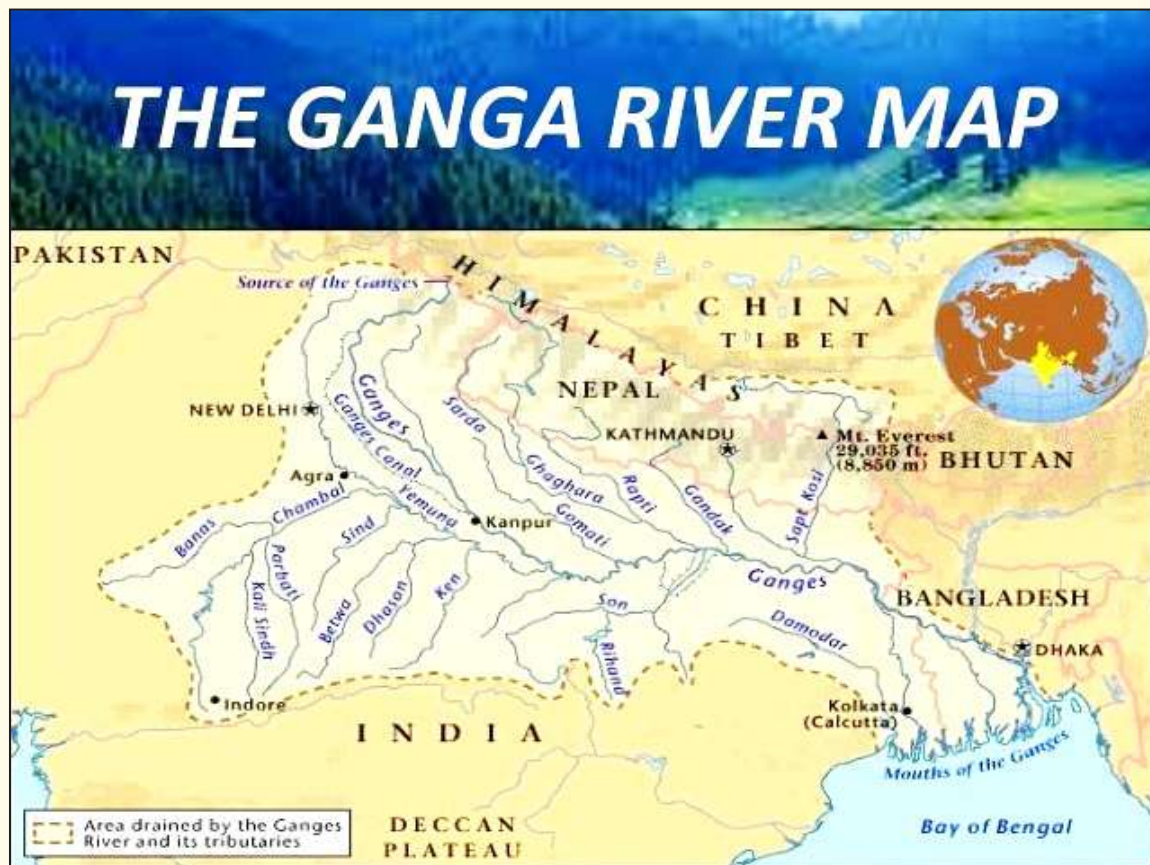 THE GANGA RIVER MAP
PAKISTAN
Source of the Ganges
HIMALAYAS
CHINA
TIBET
NEPAL
NEW DELHI
Ganges
Ganges Canal
Sarda
KATHMANDU
Mt. Everest
29,035 ft.
(8,850 m)
BHUTAN
Agra
Chambal
Yemuna
Ghaghara
Rapti
Gandak
Sapt Kosi
Banas
Sind
Kanpur
Gomati
Parbati
Kali Sindh
Betwa
Dhasan
Ken
Ganges
BANGLADESH
Son
Damodar
Rihand
DHAKA
Indore
Kolkata
(Calcutta)
INDIA
Mouths of the Ganges
Area drained by the Ganges
River and its tributaries
DECCAN
PLATEAU
Bay of Bengal